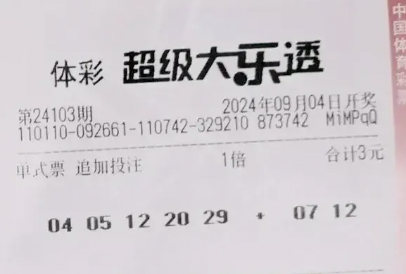 体彩 超级大乐透
第24103期 2024年09月04日开奖
110110-092661-110742-329210 873742 MiMPqQ
单式票 追加投注 1倍 合计3元
04 05 12 20 29 + 07 12
中国体育彩票